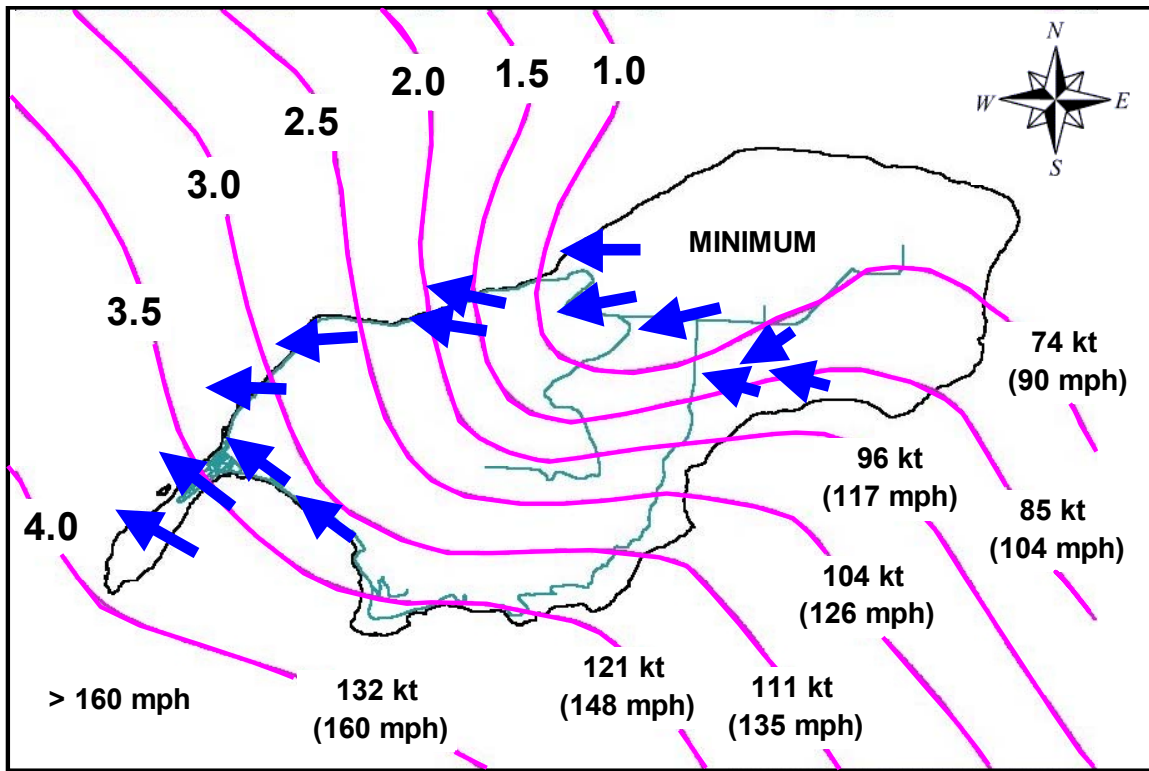 N
W
E
S
1.0
1.5
2.0
2.5
3.0
3.5
4.0
MINIMUM
74 kt
(90 mph)
85 kt
(104 mph)
96 kt
(117 mph)
104 kt
(126 mph)
111 kt
(135 mph)
121 kt
(148 mph)
132 kt
(160 mph)
> 160 mph